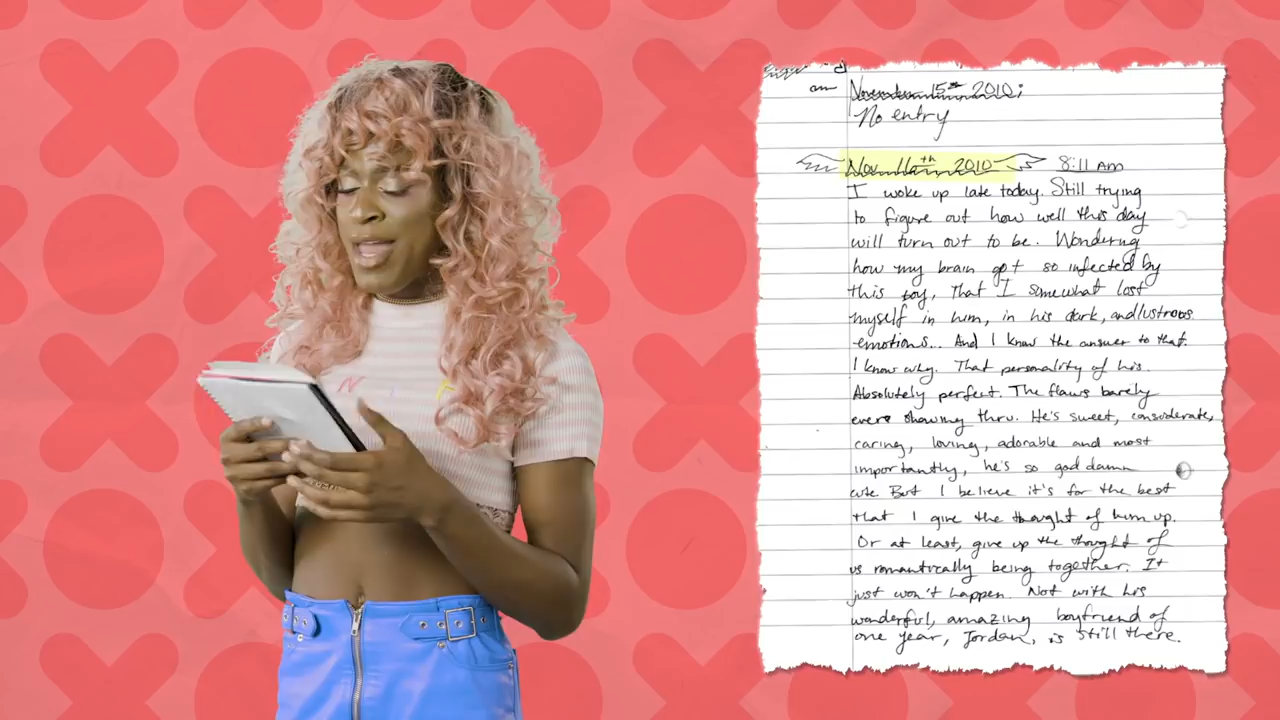 November 15th 2010;
No entry
Nov. 16th 2010 8:11 AM
I woke up late today. Still trying
to figure out how well this day
will turn out to be. Wondering
how my brain got so infected by
this boy, That I somewhat lost
myself in him, in his dark, and lustrous
emotions... And I know the answer to that.
I know why. That personality of his.
Absolutely perfect. The flaws barely
ever showing thru. He's sweet, considerate,
caring, loving, adorable and most
importantly, he's so god damn
cute. But I believe it's for the best
that I give the thought of him up.
Or at least, give up the thought of
us romantically being together. It
just won't happen. Not with his
wonderful, amazing boyfriend of
one year, Jordan, is still there.